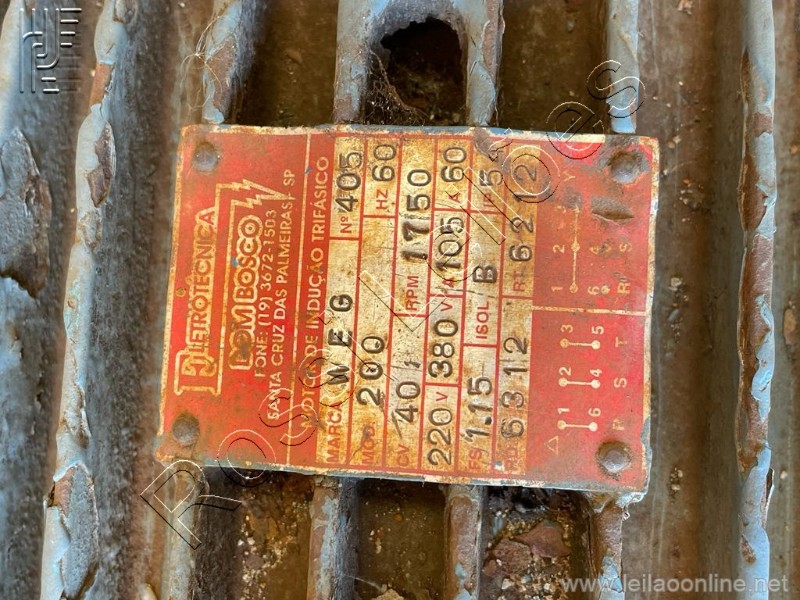 ELETROTÉCNICA
DOM BOSCO
FONE: (19) 3672-1503
SANTA CRUZ DAS PALMEIRAS - SP
MOTOR DE INDUÇÃO TRIFÁSICO
MARCA WEG Nº 405
MOD 200 HZ 60
CV 40 RPM 1750
220 V 380 V 105 A 60
FS 1.15 ISOL B IP 54
RD 6312 RT 6212
△ 1 2 3 1 2 3 Y
6 4 5 6 4 5
R S T R S
www.leilaoonline.net